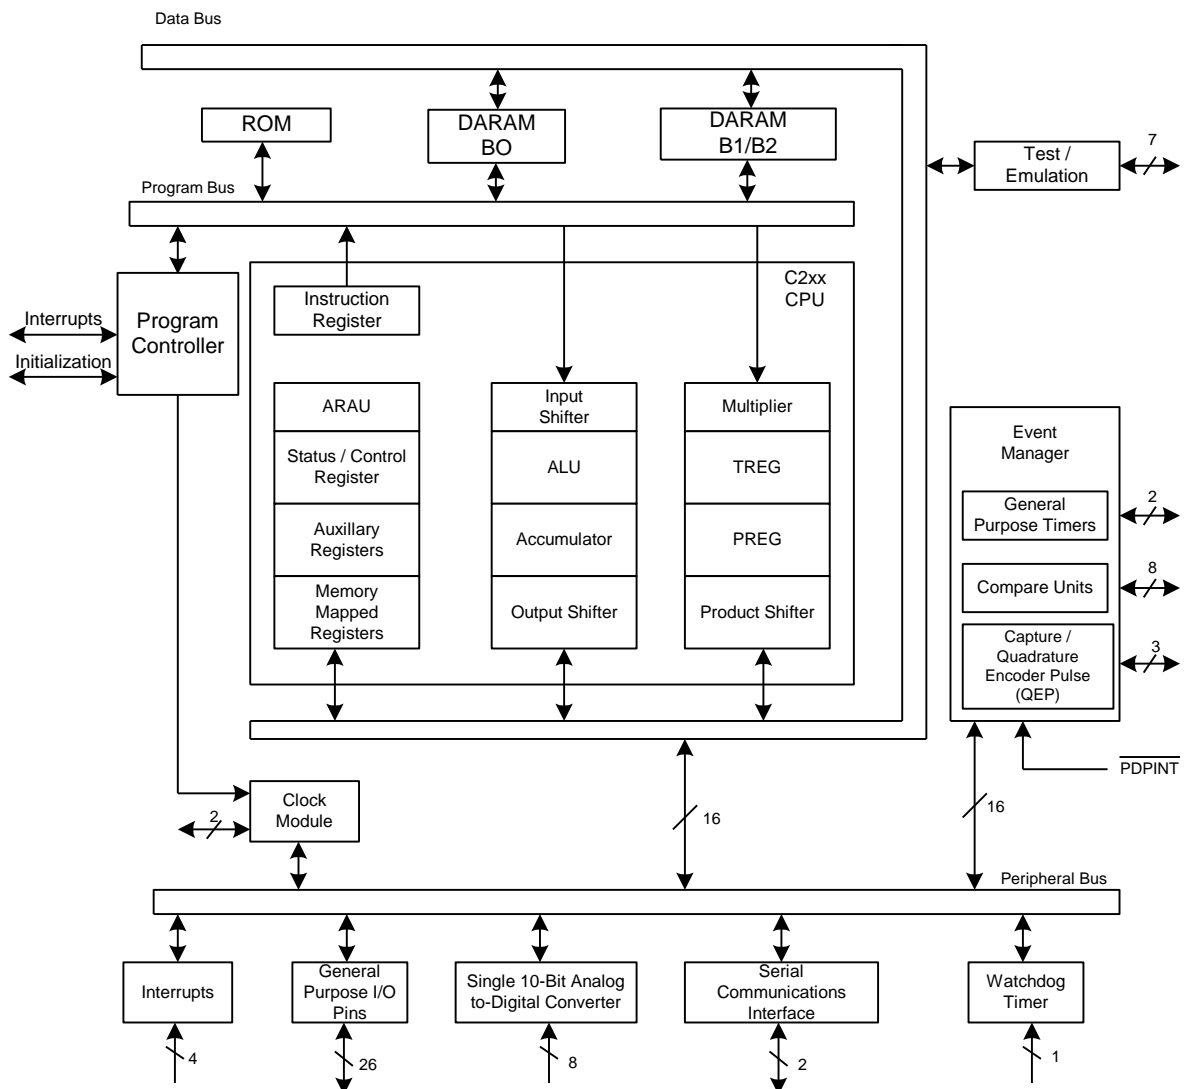 Data Bus
ROM
DARAM
BO
DARAM
B1/B2
7
Test /
Emulation
Program Bus
C2xx
CPU
Instruction
Register
Interrupts
Program
Controller
Initialization
ARAU
Input
Shifter
Multiplier
Status / Control
Register
ALU
TREG
Auxillary
Registers
Accumulator
PREG
Memory
Mapped
Registers
Output Shifter
Product Shifter
Event
Manager
General
Purpose Timers
2
Compare Units
8
Capture /
Quadrature
Encoder Pulse
(QEP)
3
PDPINT
Clock
Module
2
16
16
Peripheral Bus
Interrupts
General
Purpose I/O
Pins
Single 10-Bit Analog
to-Digital Converter
Serial
Communications
Interface
Watchdog
Timer
4
26
8
2
1